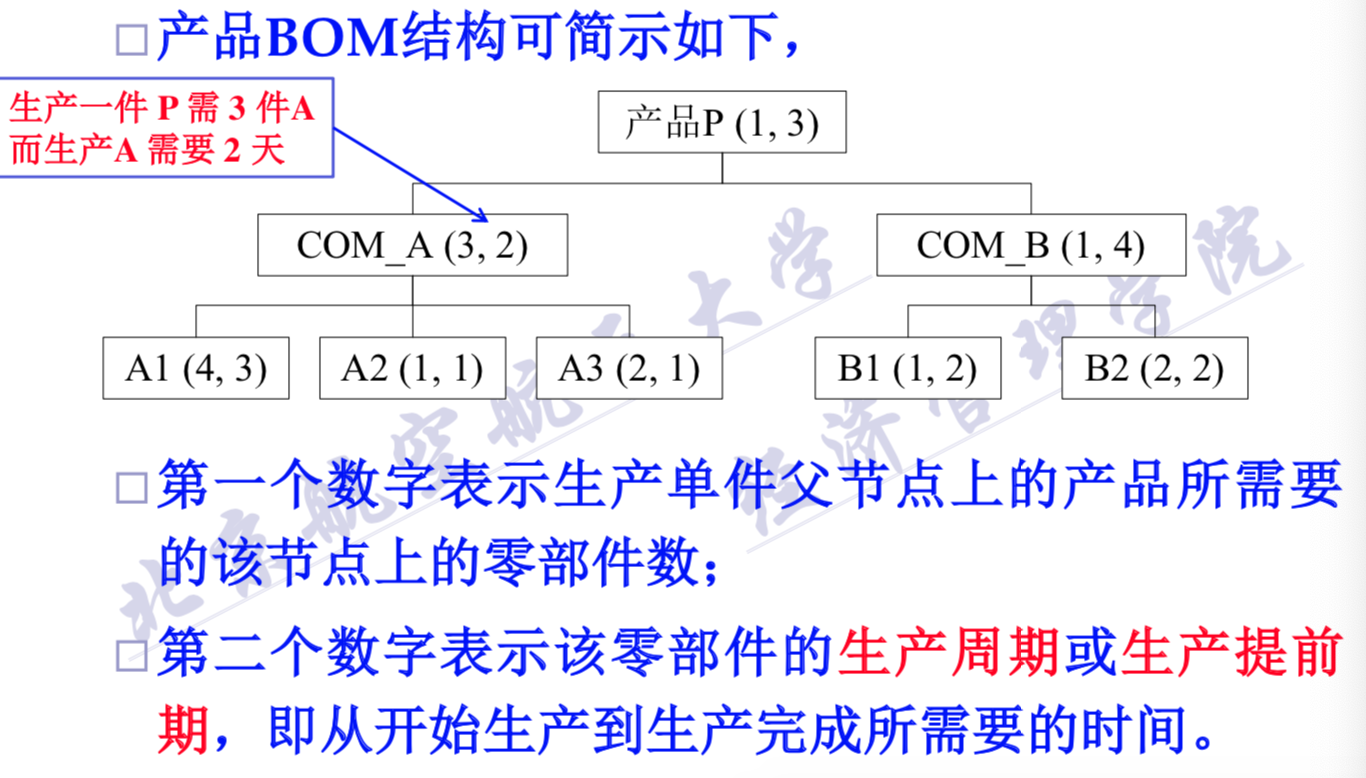 产品BOM结构可简示如下，
生产一件 P 需 3 件A
而生产A 需要 2 天
产品P (1, 3)
COM_A (3, 2)
COM_B (1, 4)
A1 (4, 3)
A2 (1, 1)
A3 (2, 1)
B1 (1, 2)
B2 (2, 2)
第一个数字表示生产单件父节点上的产品所需要
的该节点上的零部件数；
第二个数字表示该零部件的生产周期或生产提前
期，即从开始生产到生产完成所需要的时间。
北京航空航天大学
经济管理学院